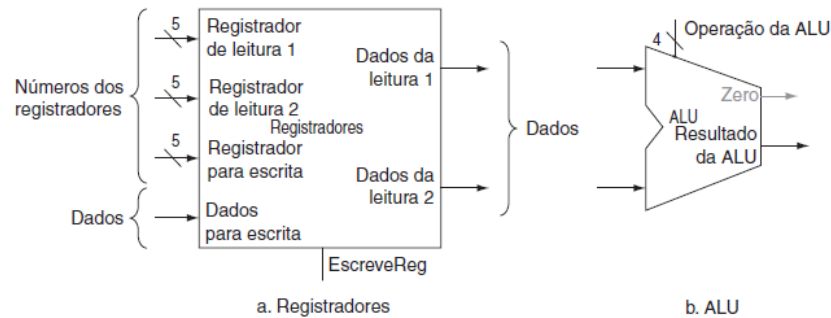 Números dos
registradores
Dados
5
Registrador
de leitura 1
5
Registrador
de leitura 2
Registradores
5
Registrador
para escrita
Dados
para escrita
Dados da
leitura 1
Dados da
leitura 2
EscreveReg
Dados
4
Operação da ALU
Zero
ALU
Resultado
da ALU
a. Registradores
b. ALU